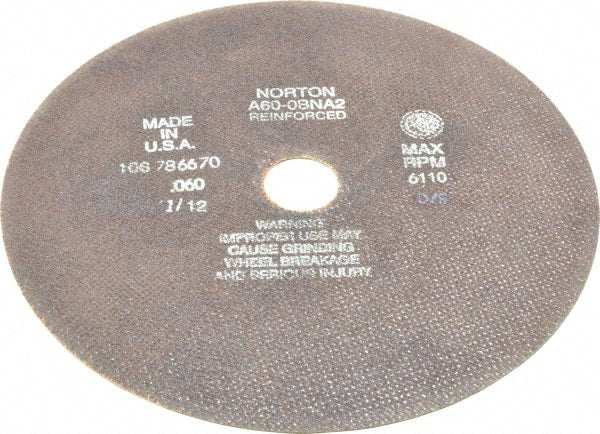 NORTON
A60-0BNA2
REINFORCED
MADE
IN
U.S.A.
106 786670
.060
1/12
MAX
RPM
6110
WARNING
IMPROPER USE MAY
CAUSE GRINDING
WHEEL BREAKAGE
AND SERIOUS INJURY.